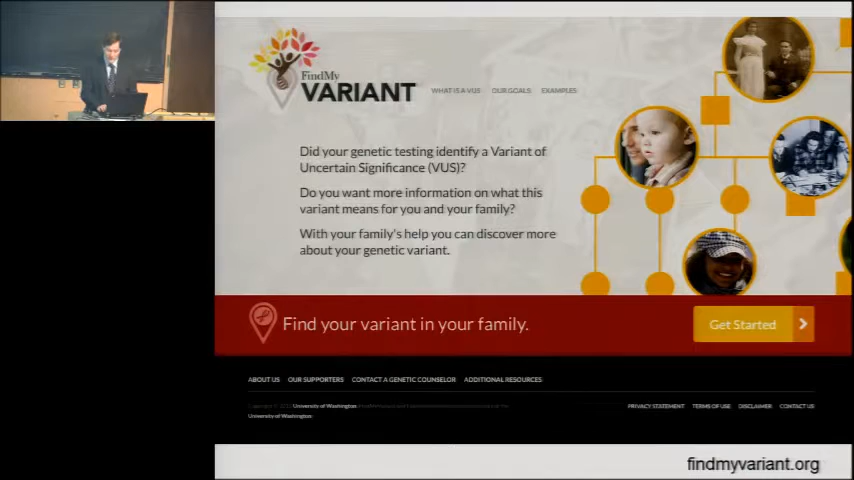 FindMy
VARIANT
WHAT IS A VUS OUR GOALS EXAMPLES
Did your genetic testing identify a Variant of
Uncertain Significance (VUS)?
Do you want more information on what this
variant means for you and your family?
With your family's help you can discover more
about your genetic variant.
Find your variant in your family.
Get Started
ABOUT US OUR SUPPORTERS CONTACT A GENETIC COUNSELOR ADDITIONAL RESOURCES
University of Washington
University of Washington
PRIVACY STATEMENT TERMS OF USE DISCLAIMER CONTACT US
findmyvariant.org